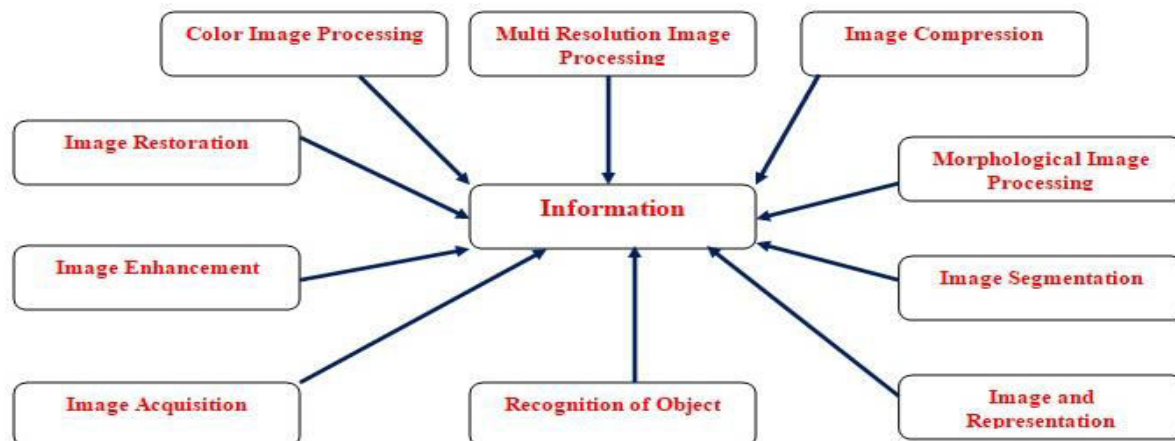 Color Image Processing
Multi Resolution Image
Processing
Image Compression
Image Restoration
Morphological Image
Processing
Information
Image Enhancement
Image Segmentation
Image Acquisition
Recognition of Object
Image and
Representation